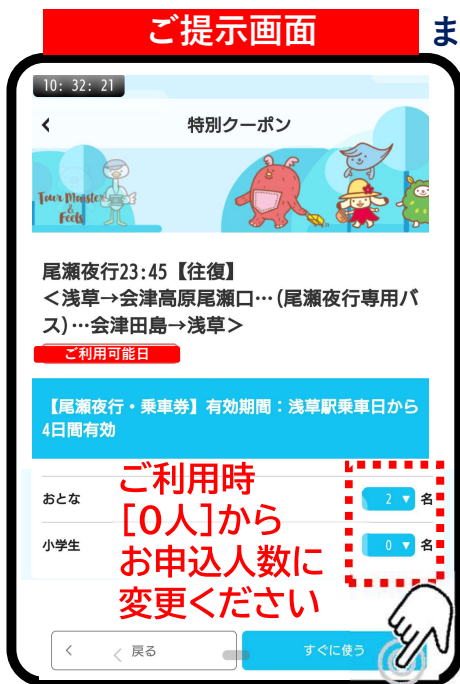 ご提示画面
ま
10: 32: 21
特別クーポン
Tour Monster
&
Feels
尾瀬夜行23:45【往復】
＜浅草→会津高原尾瀬口…(尾瀬夜行専用バ
ス)…会津田島→浅草＞
ご利用可能日
【尾瀬夜行・乗車券】有効期間：浅草駅乗車日から
4日間有効
ご利用時
[0人]から
お申込人数に
変更ください
おとな
2 ▼ 名
小学生
0 ▼ 名
< 戻る
すぐに使う